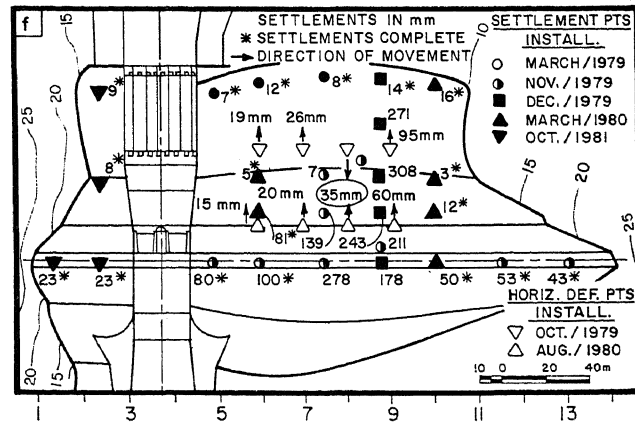 f
SETTLEMENTS IN mm
✱ SETTLEMENTS COMPLETE
→ DIRECTION OF MOVEMENT
SETTLEMENT PTS
INSTALL.
MARCH/1979
NOV./1979
DEC./1979
MARCH/1980
OCT./1981
15
10
25
20
9✱
7✱
12✱
8✱
14✱
16✱
271
19mm
26mm
95mm
8✱
✱
5
7
308
3✱
15
10
20 mm
35mm
60mm
15 mm
12✱
81✱
139
243
211
25
23✱
23✱
80✱
100✱
278
178
50✱
53✱
43✱
20
15
HORIZ. DEF. PTS
INSTALL.
OCT./1979
AUG./1980
10 0 20 40m
1 3 5 7 9 11 13